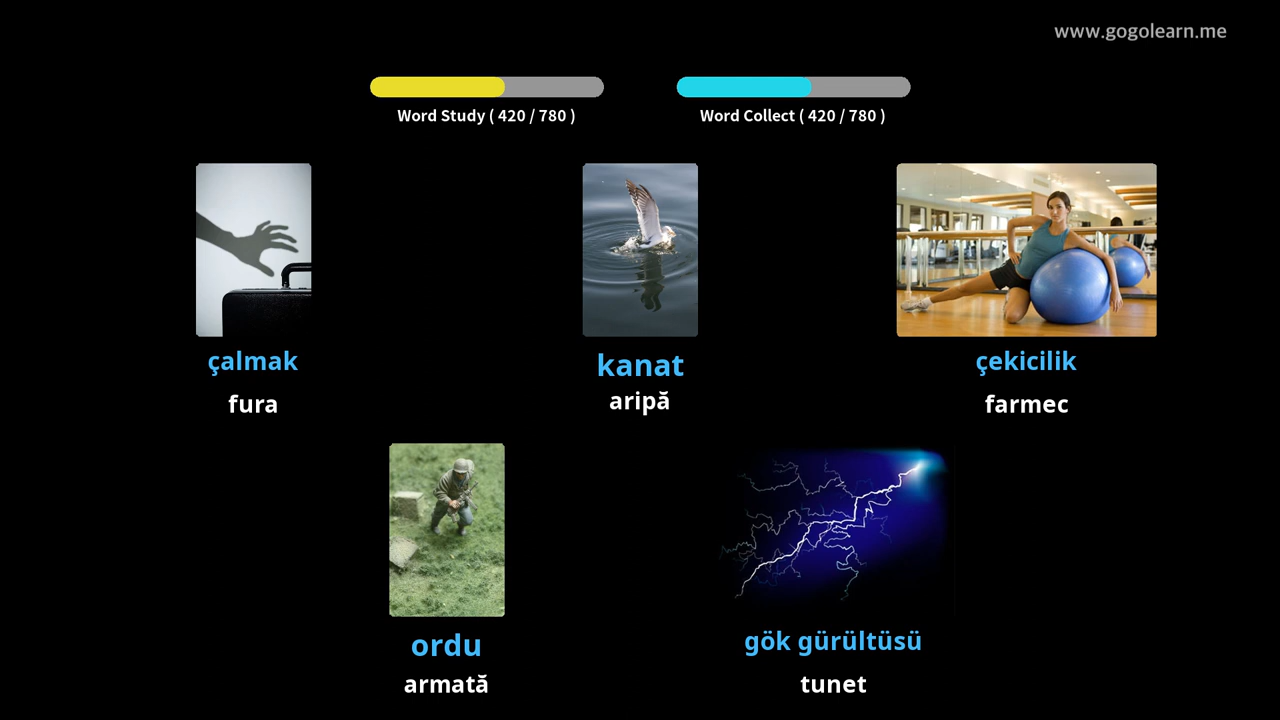 www.gogolearn.me
Word Study ( 420 / 780 )
Word Collect ( 420 / 780 )
çalmak
fura
kanat
aripă
çekicilik
farmec
ordu
armată
gök gürültüsü
tunet